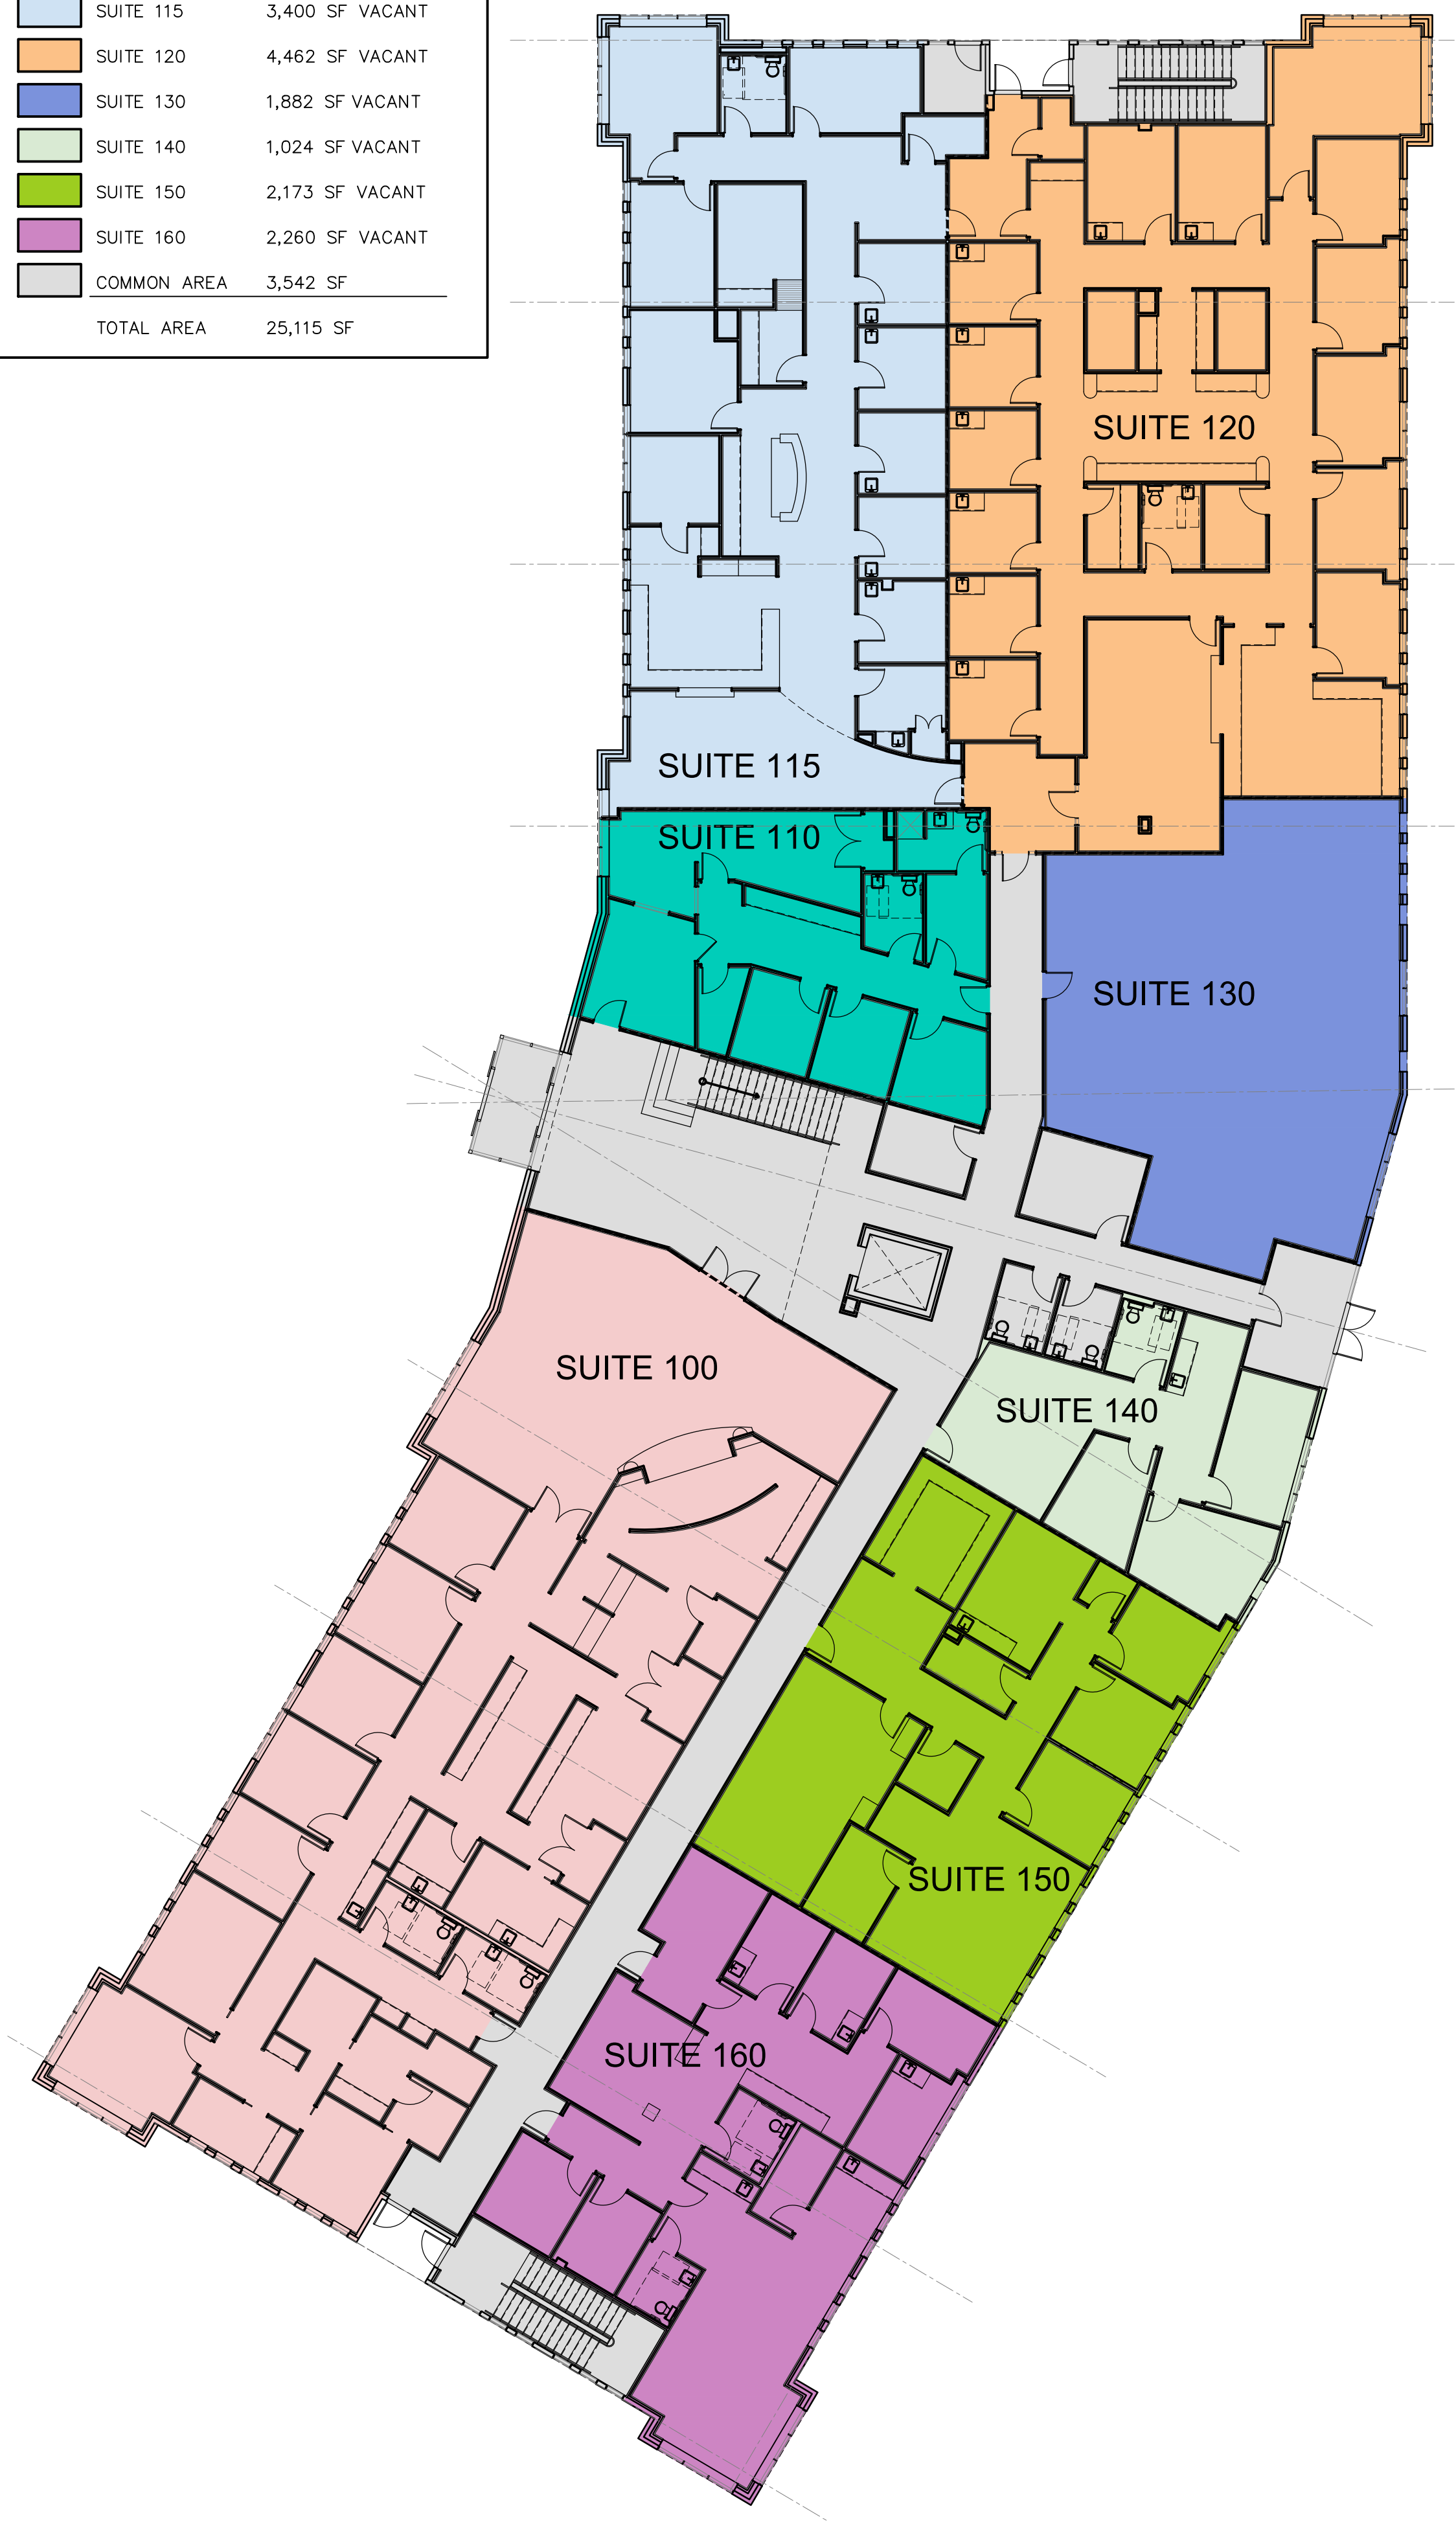 SUITE 115 3,400 SF VACANT
SUITE 120 4,462 SF VACANT
SUITE 130 1,882 SF VACANT
SUITE 140 1,024 SF VACANT
SUITE 150 2,173 SF VACANT
SUITE 160 2,260 SF VACANT
COMMON AREA 3,542 SF
TOTAL AREA 25,115 SF
SUITE 120
SUITE 115
SUITE 110
SUITE 130
SUITE 100
SUITE 140
SUITE 150
SUITE 160